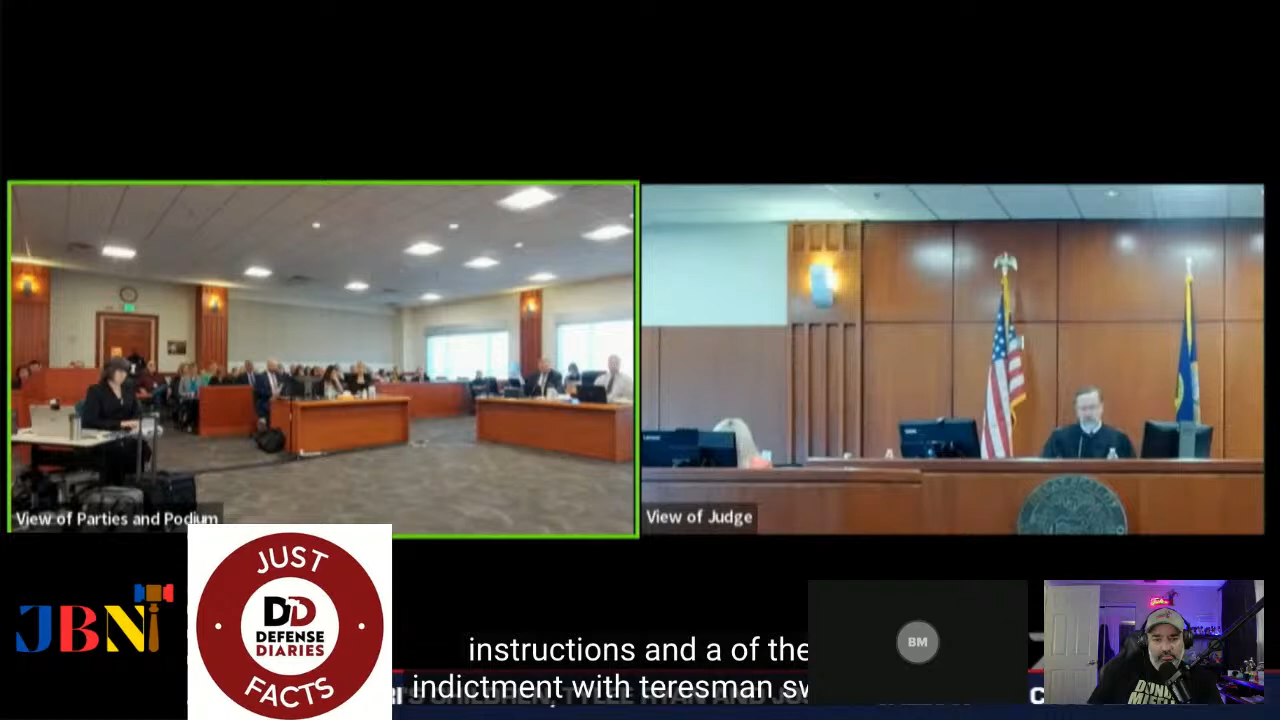 View of Parties and Podium
View of Judge
JBN
JUST
DD
DEFENSE
DIARIES
FACTS
instructions and a of the
indictment with teresman sw
BM